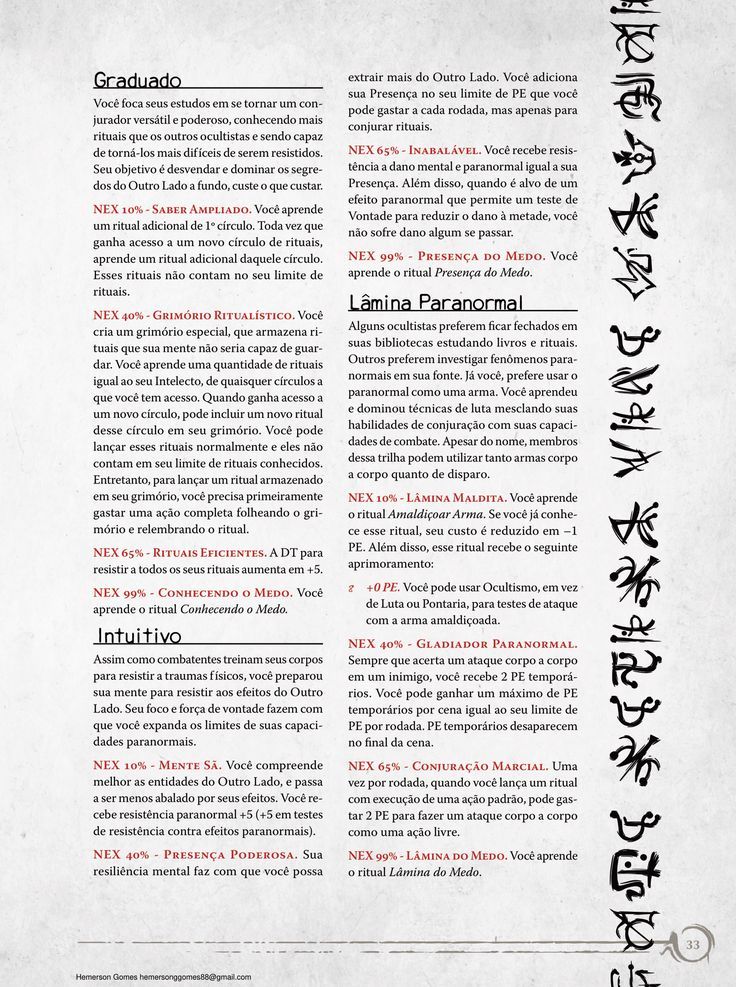 Graduado
Você foca seus estudos em se tornar um con-
jurador versátil e poderoso, conhecendo mais
rituais que os outros ocultistas e sendo capaz
de torná-los mais difíceis de serem resistidos.
Seu objetivo é desvendar e dominar os segre-
dos do Outro Lado a fundo, custe o que custar.
NEX 10% - Saber Ampliado. Você aprende
um ritual adicional de 1º círculo. Toda vez que
ganha acesso a um novo círculo de rituais,
aprende um ritual adicional daquele círculo.
Esses rituais não contam no seu limite de
rituais.
NEX 40% - Grimório Ritualístico. Você
cria um grimório especial, que armazena ri-
tuais que sua mente não seria capaz de guar-
dar. Você aprende uma quantidade de rituais
igual ao seu Intelecto, de quaisquer círculos a
que você tem acesso. Quando ganha acesso a
um novo círculo, pode incluir um novo ritual
desse círculo em seu grimório. Você pode
lançar esses rituais normalmente e eles não
contam em seu limite de rituais conhecidos.
Entretanto, para lançar um ritual armazenado
em seu grimório, você precisa primeiramente
gastar uma ação completa folheando o gri-
mório e relembrando o ritual.
NEX 65% - Rituais Eficientes. A DT para
resistir a todos os seus rituais aumenta em +5.
NEX 99% - Conhecendo o Medo. Você
aprende o ritual Conhecendo o Medo.
Intuitivo
Assim como combatentes treinam seus corpos
para resistir a traumas físicos, você preparou
sua mente para resistir aos efeitos do Outro
Lado. Seu foco e força de vontade fazem com
que você expanda os limites de suas capaci-
dades paranormais.
NEX 10% - Mente Sã. Você compreende
melhor as entidades do Outro Lado, e passa
a ser menos abalado por seus efeitos. Você re-
cebe resistência paranormal +5 (+5 em testes
de resistência contra efeitos paranormais).
NEX 40% - Presença Poderosa. Sua
resiliência mental faz com que você possa
extrair mais do Outro Lado. Você adiciona
sua Presença no seu limite de PE que você
pode gastar a cada rodada, mas apenas para
conjurar rituais.
NEX 65% - Inabalável. Você recebe resis-
tência a dano mental e paranormal igual a sua
Presença. Além disso, quando é alvo de um
efeito paranormal que permite um teste de
Vontade para reduzir o dano à metade, você
não sofre dano algum se passar.
NEX 99% - Presença do Medo. Você
aprende o ritual Presença do Medo.
Lâmina Paranormal
Alguns ocultistas preferem ficar fechados em
suas bibliotecas estudando livros e rituais.
Outros preferem investigar fenômenos para-
normais em sua fonte. Já você, prefere usar o
paranormal como uma arma. Você aprendeu
e dominou técnicas de luta mesclando suas
habilidades de conjuração com suas capaci-
dades de combate. Apesar do nome, membros
dessa trilha podem utilizar tanto armas corpo
a corpo quanto de disparo.
NEX 10% - Lâmina Maldita. Você aprende
o ritual Amaldiçoar Arma. Se você já conhe-
ce esse ritual, seu custo é reduzido em –1
PE. Além disso, esse ritual recebe o seguinte
aprimoramento:
+0 PE. Você pode usar Ocultismo, em vez
de Luta ou Pontaria, para testes de ataque
com a arma amaldiçoada.
NEX 40% - Gladiador Paranormal.
Sempre que acerta um ataque corpo a corpo
em um inimigo, você recebe 2 PE temporá-
rios. Você pode ganhar um máximo de PE
temporários por cena igual ao seu limite de
PE por rodada. PE temporários desaparecem
no final da cena.
NEX 65% - Conjuração Marcial. Uma
vez por rodada, quando você lança um ritual
com execução de uma ação padrão, pode gas-
tar 2 PE para fazer um ataque corpo a corpo
como uma ação livre.
NEX 99% - Lâmina do Medo. Você aprende
o ritual Lâmina do Medo.
33
Hemerson Gomes hemersonggomes88@gmail.com